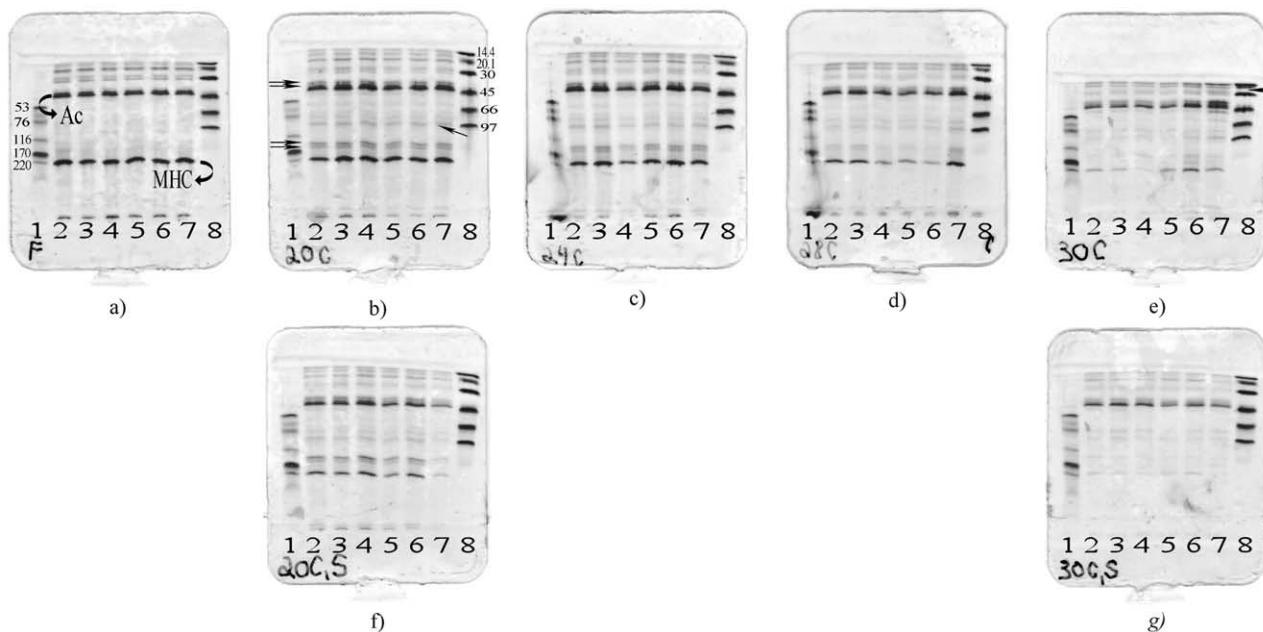 14.4
20.1
30
45
66
97
53
76
116
170
220
Ac
MHC
1 2 3 4 5 6 7 8
F
a)
1 2 3 4 5 6 7 8
20C
b)
1 2 3 4 5 6 7
24C
c)
1 2 3 4 5 6 7 8
28C
d)
1 2 3 4 5 6 7 8
30C
e)
1 2 3 4 5 6 7 8
20C,S
f)
1 2 3 4 5 6 7 8
30C,S
g)